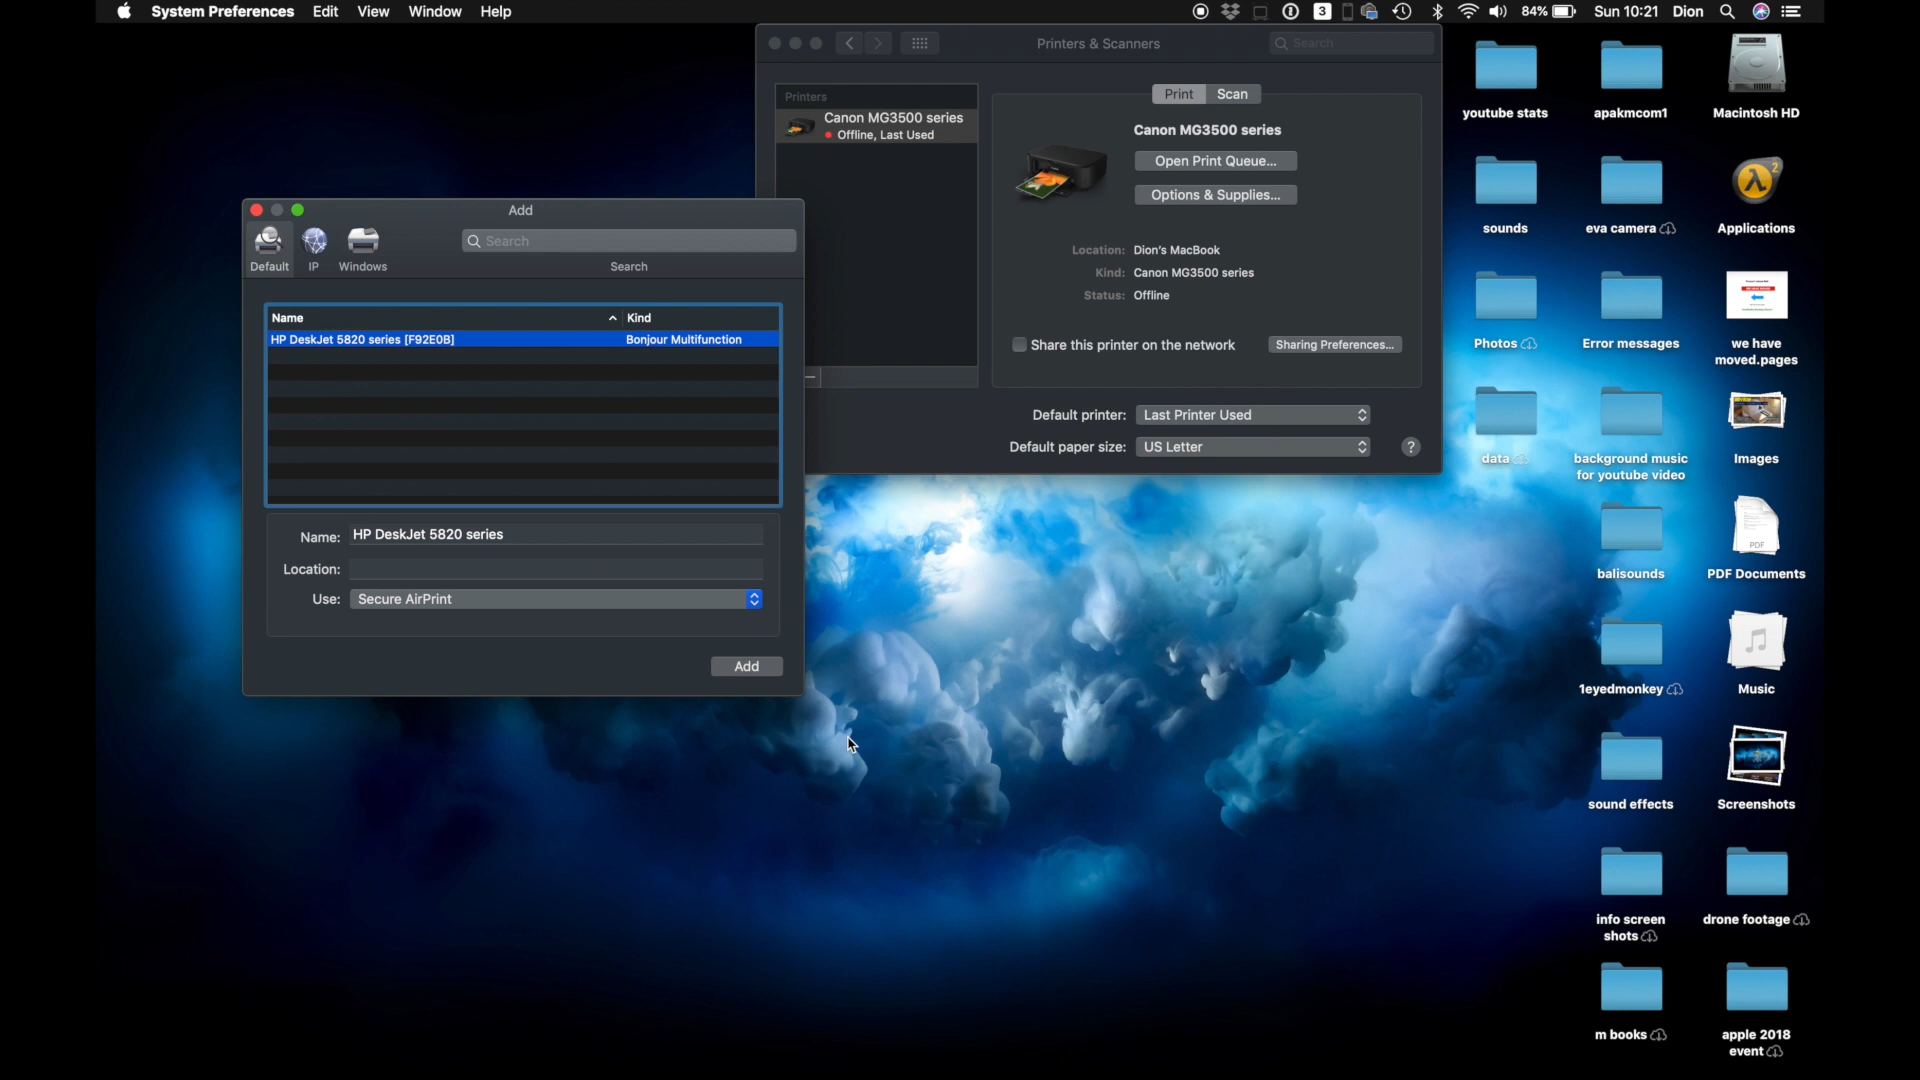 System Preferences Edit View Window Help
3 84% Sun 10:21 Dion
Printers & Scanners
Search
Printers
Canon MG3500 series
Offline, Last Used
Print Scan
Canon MG3500 series
Open Print Queue...
Options & Supplies...
Location: Dion's MacBook
Kind: Canon MG3500 series
Status: Offline
Share this printer on the network
Sharing Preferences...
Default printer: Last Printer Used
Default paper size: US Letter
?
Add
Default IP Windows
Search
Search
Name Kind
HP DeskJet 5820 series [F92E0B] Bonjour Multifunction
Name: HP DeskJet 5820 series
Location:
Use: Secure AirPrint
Add
youtube stats
apakmcom1
Macintosh HD
sounds
eva camera
Applications
Photos
Error messages
we have
moved.pages
data
background music
for youtube video
Images
balisounds
PDF
PDF Documents
1eyedmonkey
Music
sound effects
Screenshots
info screen
shots
drone footage
m books
apple 2018
event